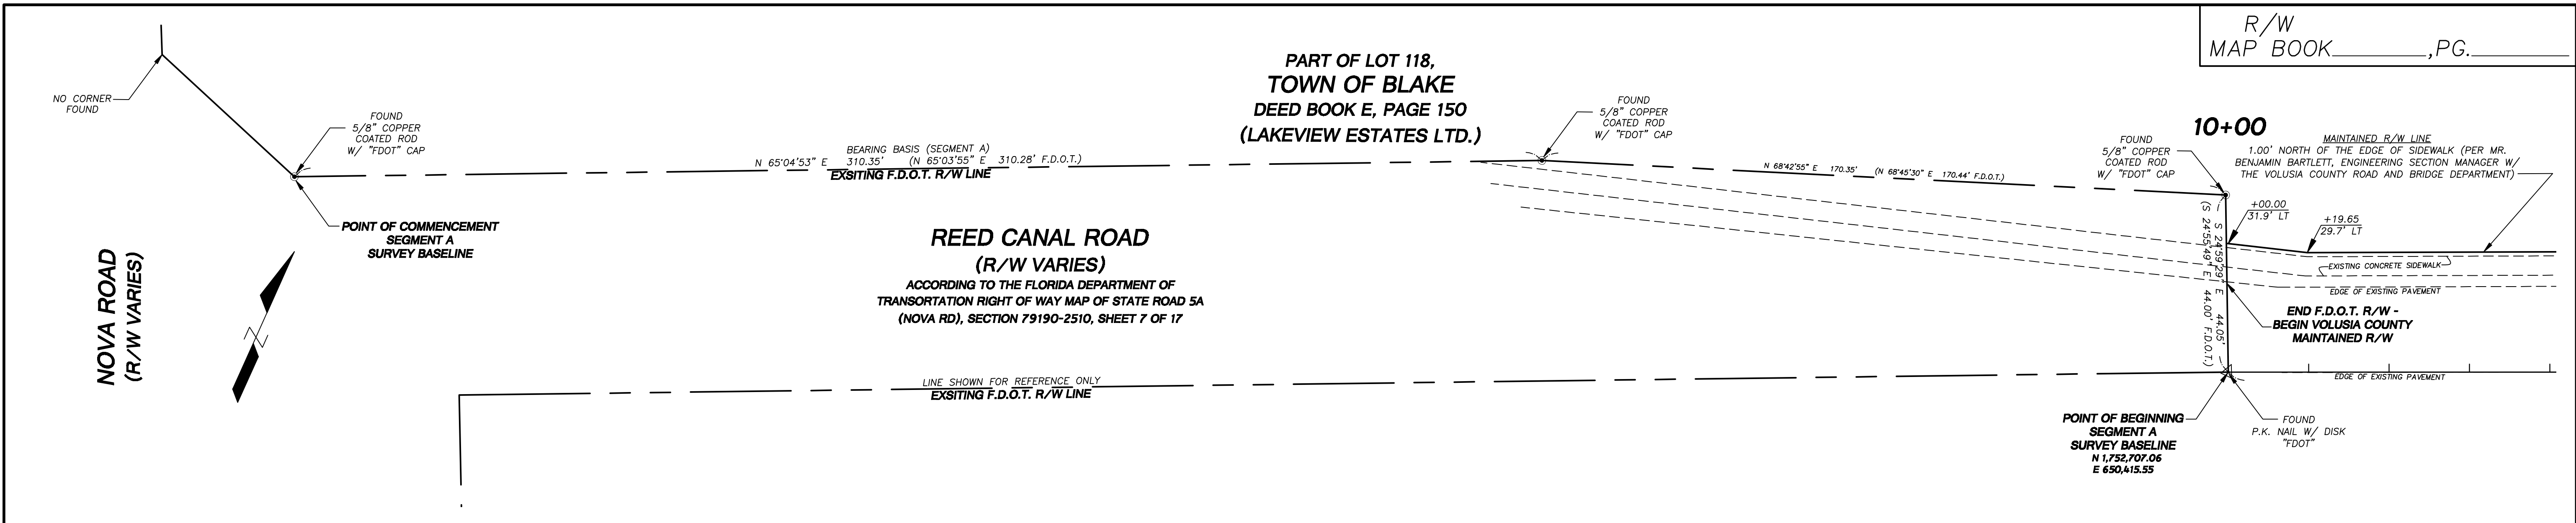 R/W
MAP BOOK________,PG.________
NO CORNER
FOUND
FOUND
5/8" COPPER
COATED ROD
W/ "FDOT" CAP
POINT OF COMMENCEMENT
SEGMENT A
SURVEY BASELINE
NOVA ROAD
(R/W VARIES)
BEARING BASIS (SEGMENT A)
N 65°04'53" E 310.35' (N 65°03'55" E 310.28' F.D.O.T.)
EXSITING F.D.O.T. R/W LINE
PART OF LOT 118,
TOWN OF BLAKE
DEED BOOK E, PAGE 150
(LAKEVIEW ESTATES LTD.)
FOUND
5/8" COPPER
COATED ROD
W/ "FDOT" CAP
REED CANAL ROAD
(R/W VARIES)
ACCORDING TO THE FLORIDA DEPARTMENT OF
TRANSORTATION RIGHT OF WAY MAP OF STATE ROAD 5A
(NOVA RD), SECTION 79190-2510, SHEET 7 OF 17
LINE SHOWN FOR REFERENCE ONLY
EXSITING F.D.O.T. R/W LINE
N 68°42'55" E 170.35' (N 68°45'30" E 170.44' F.D.O.T.)
FOUND
5/8" COPPER
COATED ROD
W/ "FDOT" CAP
10+00
MAINTAINED R/W LINE
1.00' NORTH OF THE EDGE OF SIDEWALK (PER MR.
BENJAMIN BARTLETT, ENGINEERING SECTION MANAGER W/
THE VOLUSIA COUNTY ROAD AND BRIDGE DEPARTMENT)
+00.00
31.9' LT
+19.65
29.7' LT
S 24°59'29" E 44.05'
(S 24°55'49" E 44.00' F.D.O.T.)
EXISTING CONCRETE SIDEWALK
EDGE OF EXISTING PAVEMENT
END F.D.O.T. R/W -
BEGIN VOLUSIA COUNTY
MAINTAINED R/W
EDGE OF EXISTING PAVEMENT
POINT OF BEGINNING
SEGMENT A
SURVEY BASELINE
N 1,752,707.06
E 650,415.55
FOUND
P.K. NAIL W/ DISK
"FDOT"